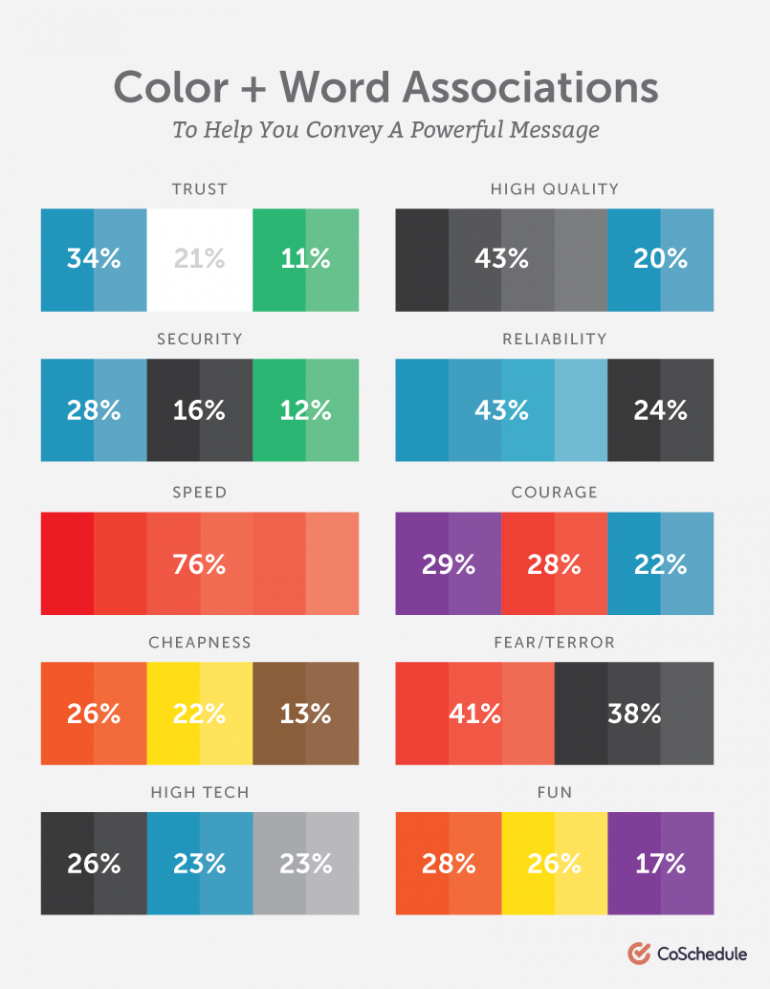 Color + Word Associations
To Help You Convey A Powerful Message
TRUST
34% 21% 11%
HIGH QUALITY
43% 20%
SECURITY
28% 16% 12%
RELIABILITY
43% 24%
SPEED
76%
COURAGE
29% 28% 22%
CHEAPNESS
26% 22% 13%
FEAR/TERROR
41% 38%
HIGH TECH
26% 23% 23%
FUN
28% 26% 17%
CoSchedule